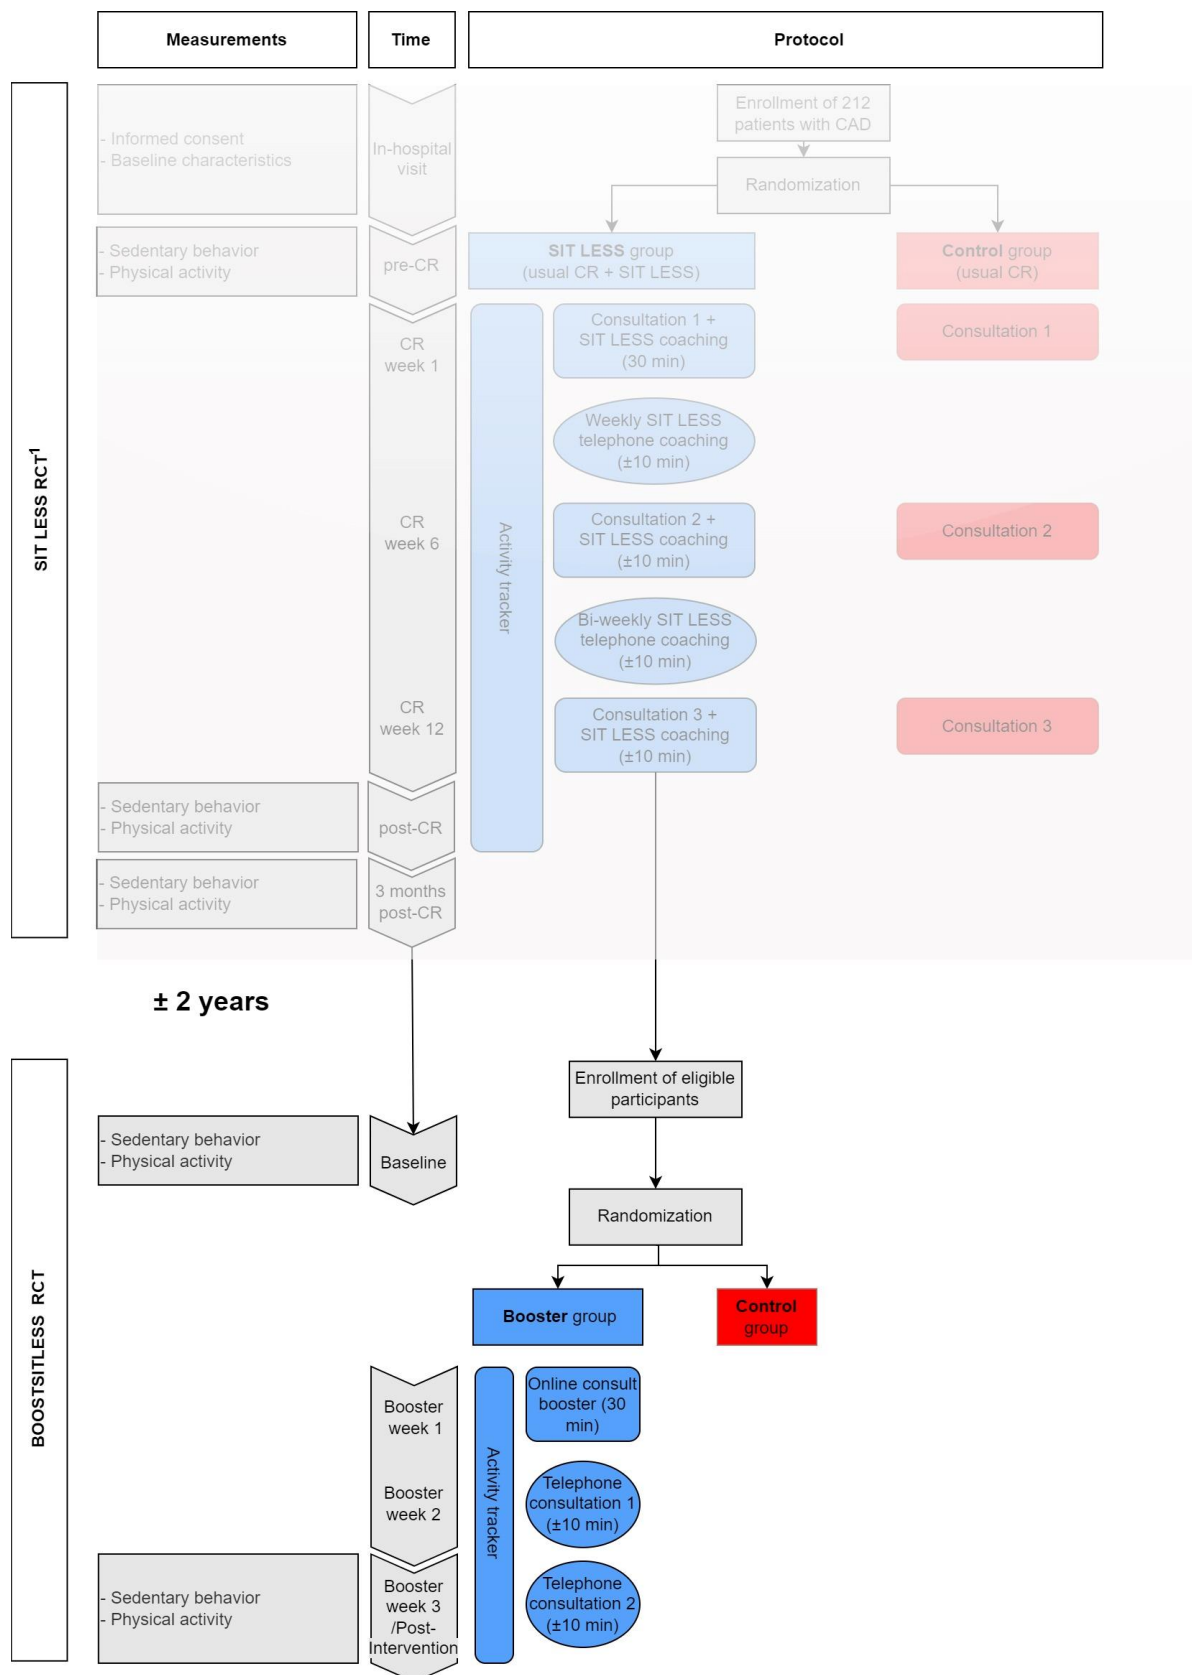 Measurements
Time
Protocol
SIT LESS RCT¹
- Informed consent
- Baseline characteristics
In-hospital
visit
Enrollment of 212
patients with CAD
Randomization
- Sedentary behavior
- Physical activity
pre-CR
SIT LESS group
(usual CR + SIT LESS)
Control group
(usual CR)
CR
week 1
Activity tracker
Consultation 1 +
SIT LESS coaching
(30 min)
Consultation 1
Weekly SIT LESS
telephone coaching
(±10 min)
CR
week 6
Consultation 2 +
SIT LESS coaching
(±10 min)
Consultation 2
Bi-weekly SIT LESS
telephone coaching
(±10 min)
CR
week 12
Consultation 3 +
SIT LESS coaching
(±10 min)
Consultation 3
- Sedentary behavior
- Physical activity
post-CR
- Sedentary behavior
- Physical activity
3 months
post-CR
± 2 years
BOOSTSITLESS RCT
Enrollment of eligible
participants
- Sedentary behavior
- Physical activity
Baseline
Randomization
Booster group
Control
group
Booster
week 1
Activity tracker
Online consult
booster (30
min)
Booster
week 2
Telephone
consultation 1
(±10 min)
- Sedentary behavior
- Physical activity
Booster
week 3
/Post-
Intervention
Telephone
consultation 2
(±10 min)